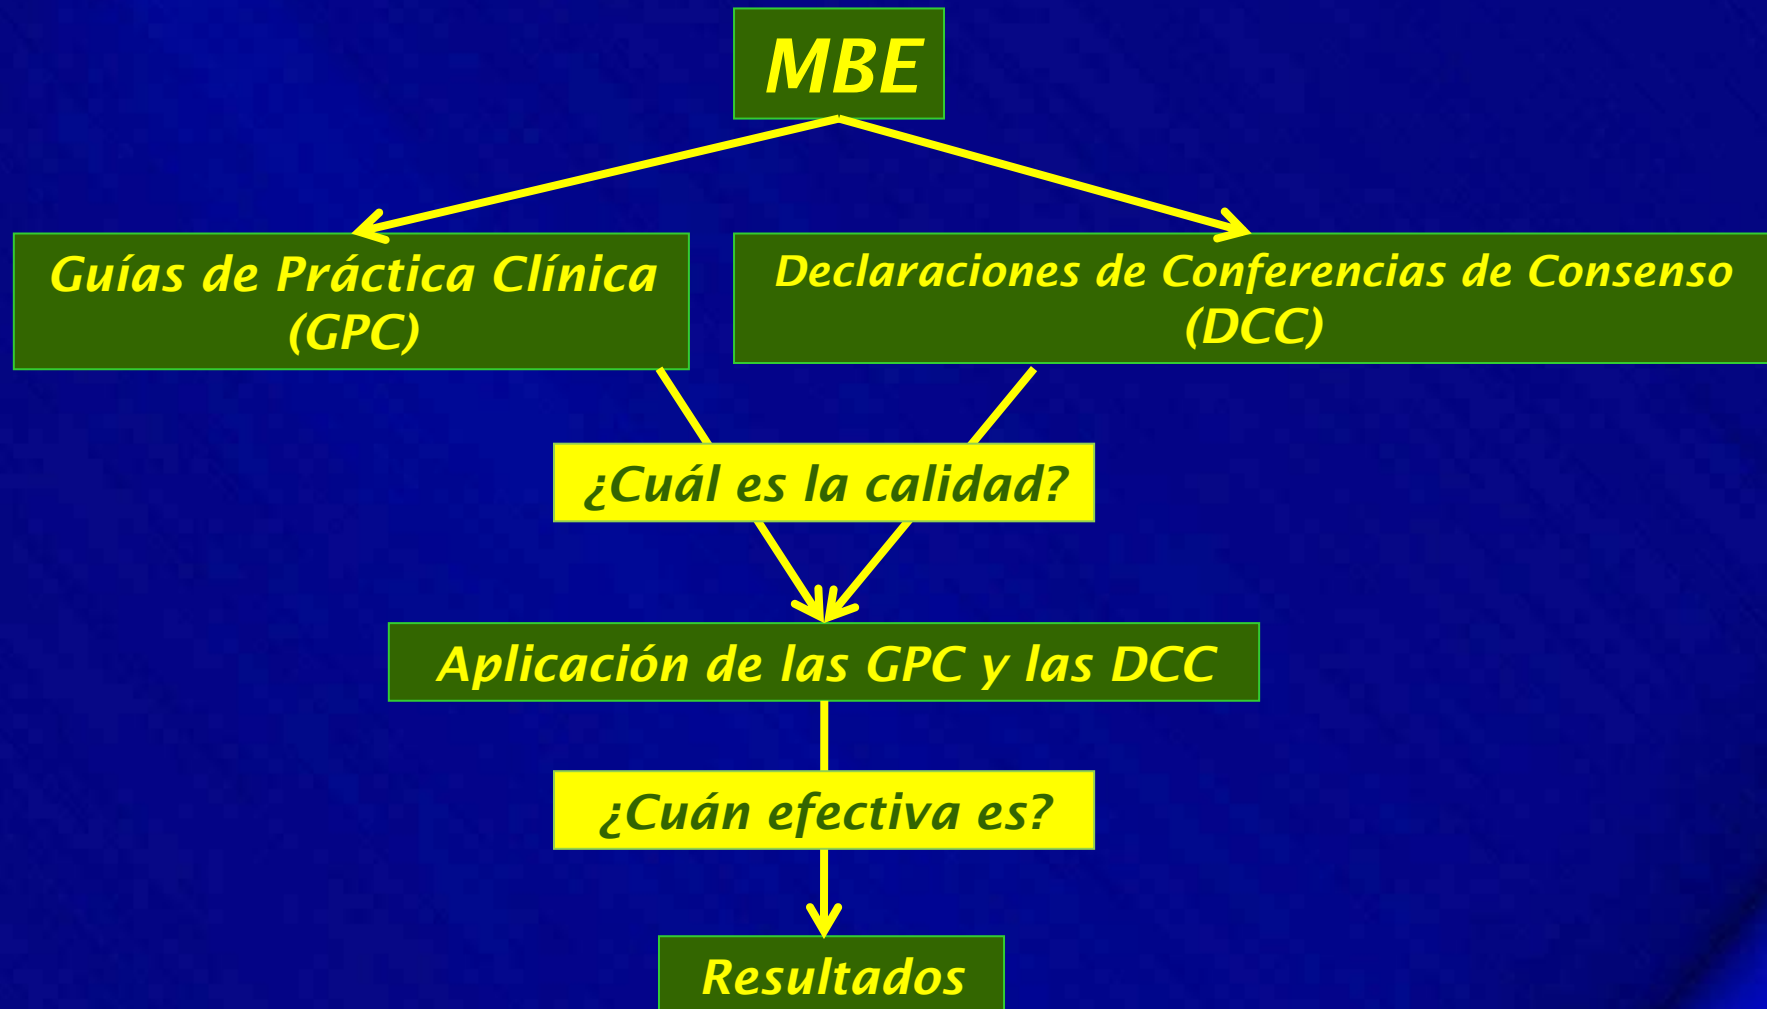 MBE
Guías de Práctica Clínica
(GPC)
Declaraciones de Conferencias de Consenso
(DCC)
¿Cuál es la calidad?
Aplicación de las GPC y las DCC
¿Cuán efectiva es?
Resultados